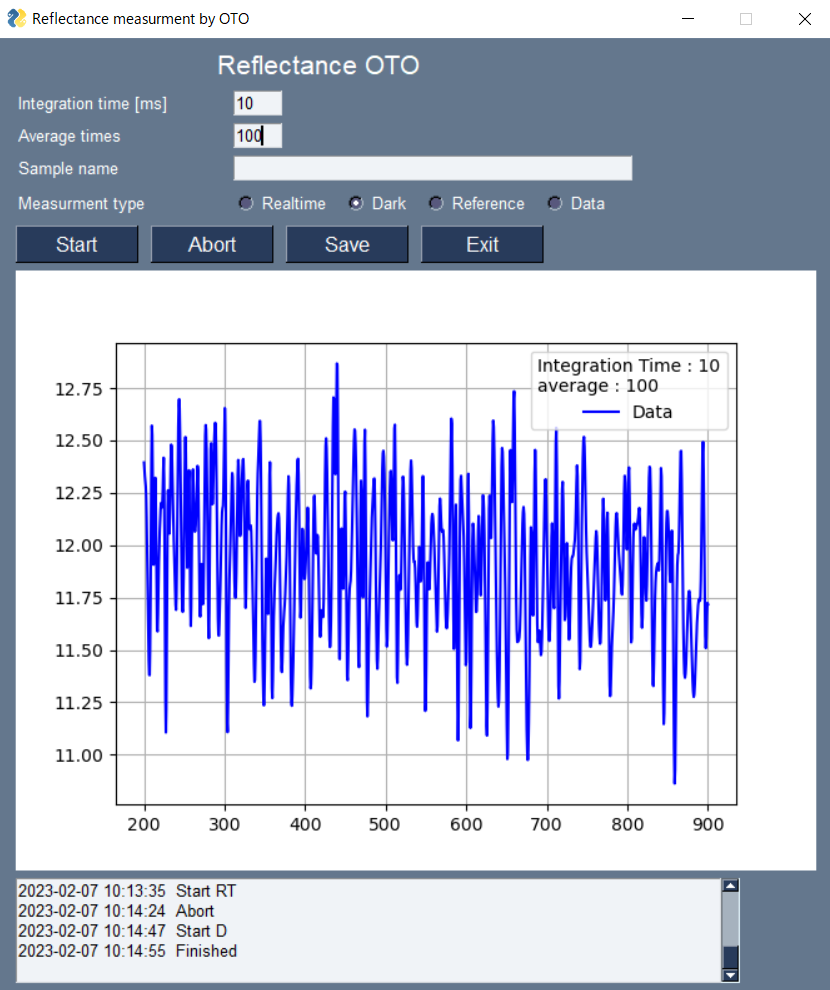 Reflectance measurment by OTO
Reflectance OTO
Integration time [ms] 10
Average times 100
Sample name
Measurment type Realtime Dark Reference Data
Start Abort Save Exit
Integration Time : 10
average : 100
Data
12.75
12.50
12.25
12.00
11.75
11.50
11.25
11.00
200 300 400 500 600 700 800 900
2023-02-07 10:13:35 Start RT
2023-02-07 10:14:24 Abort
2023-02-07 10:14:47 Start D
2023-02-07 10:14:55 Finished